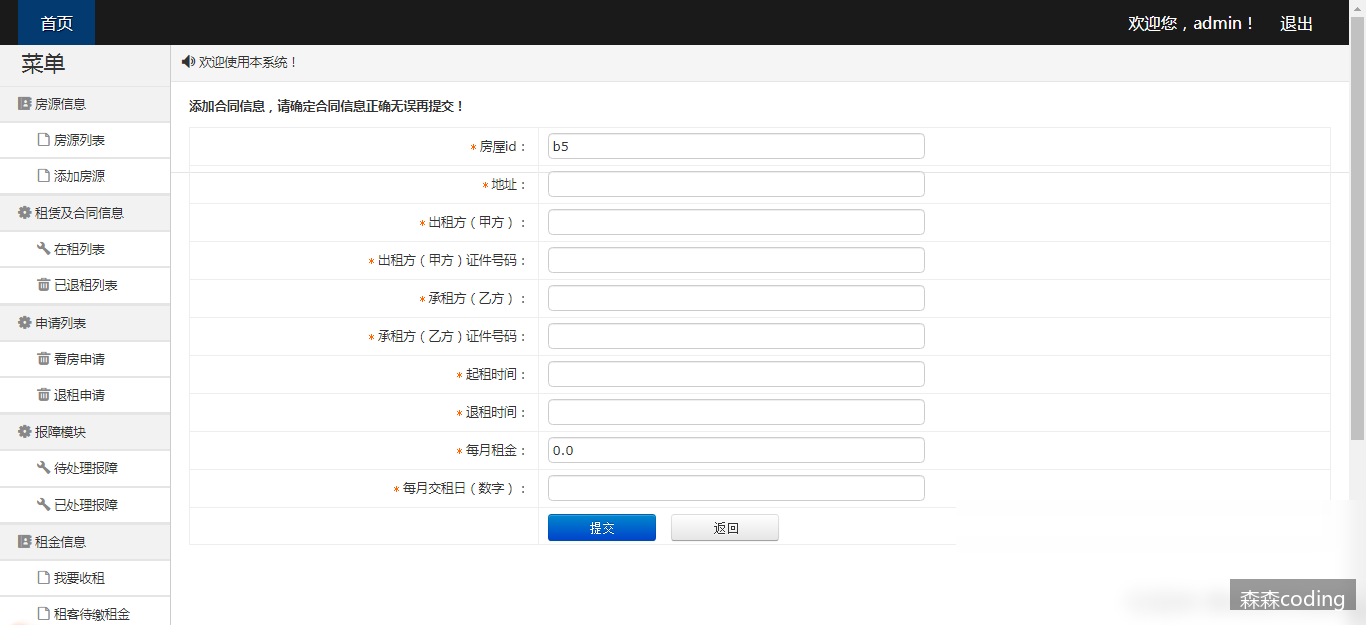 首页
欢迎您，admin！ 退出
菜单
欢迎使用本系统！
房源信息
房源列表
添加房源
租赁及合同信息
在租列表
已退租列表
申请列表
看房申请
退租申请
报障模块
待处理报障
已处理报障
租金信息
我要收租
租客待缴租金
添加合同信息，请确定合同信息正确无误再提交！
*房屋id： b5
*地址：
*出租方（甲方）：
*出租方（甲方）证件号码：
*承租方（乙方）：
*承租方（乙方）证件号码：
*起租时间：
*退租时间：
*每月租金： 0.0
*每月交租日（数字）：
提交 返回
森森coding